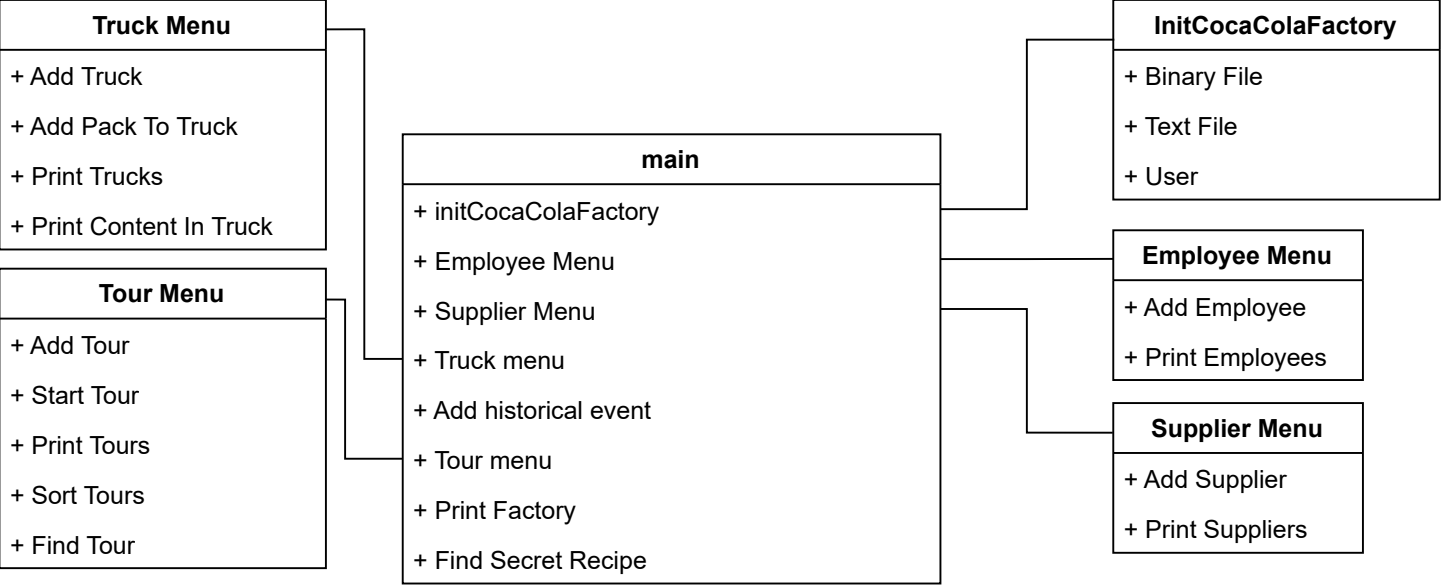 Truck Menu
+ Add Truck
+ Add Pack To Truck
+ Print Trucks
+ Print Content In Truck
Tour Menu
+ Add Tour
+ Start Tour
+ Print Tours
+ Sort Tours
+ Find Tour
main
+ initCocaColaFactory
+ Employee Menu
+ Supplier Menu
+ Truck menu
+ Add historical event
+ Tour menu
+ Print Factory
+ Find Secret Recipe
InitCocaColaFactory
+ Binary File
+ Text File
+ User
Employee Menu
+ Add Employee
+ Print Employees
Supplier Menu
+ Add Supplier
+ Print Suppliers